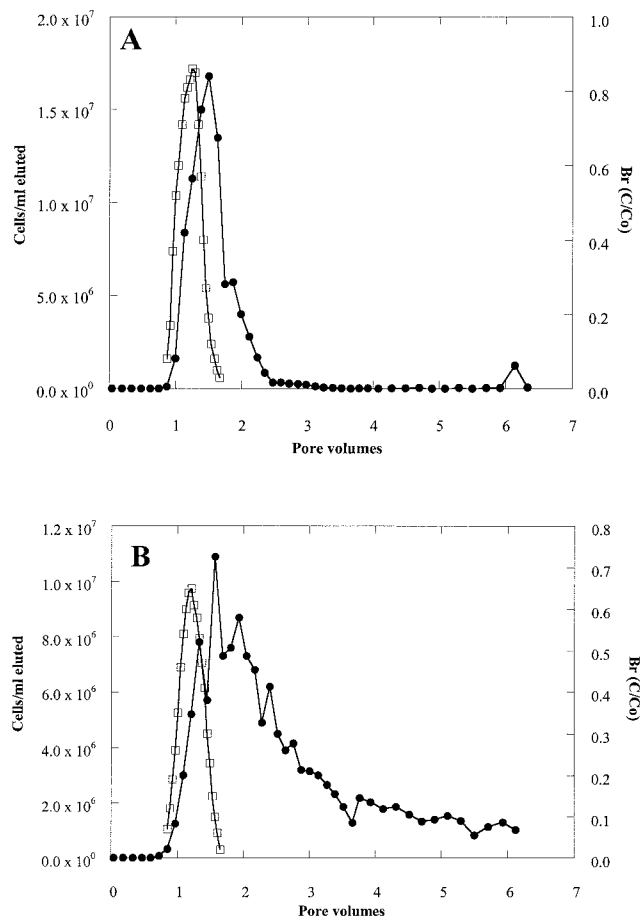 A
Cells/ml eluted
2.0 x 10^7
1.5 x 10^7
1.0 x 10^7
5.0 x 10^6
0.0 x 10^0
0 1 2 3 4 5 6 7
Pore volumes
1.0
0.8
0.6
0.4
0.2
0.0
Br (C/Co)
B
Cells/ml eluted
1.2 x 10^7
1.0 x 10^7
8.0 x 10^6
6.0 x 10^6
4.0 x 10^6
2.0 x 10^6
0.0 x 10^0
0 1 2 3 4 5 6 7
Pore volumes
0.8
0.7
0.6
0.5
0.4
0.3
0.2
0.1
0.0
Br (C/Co)